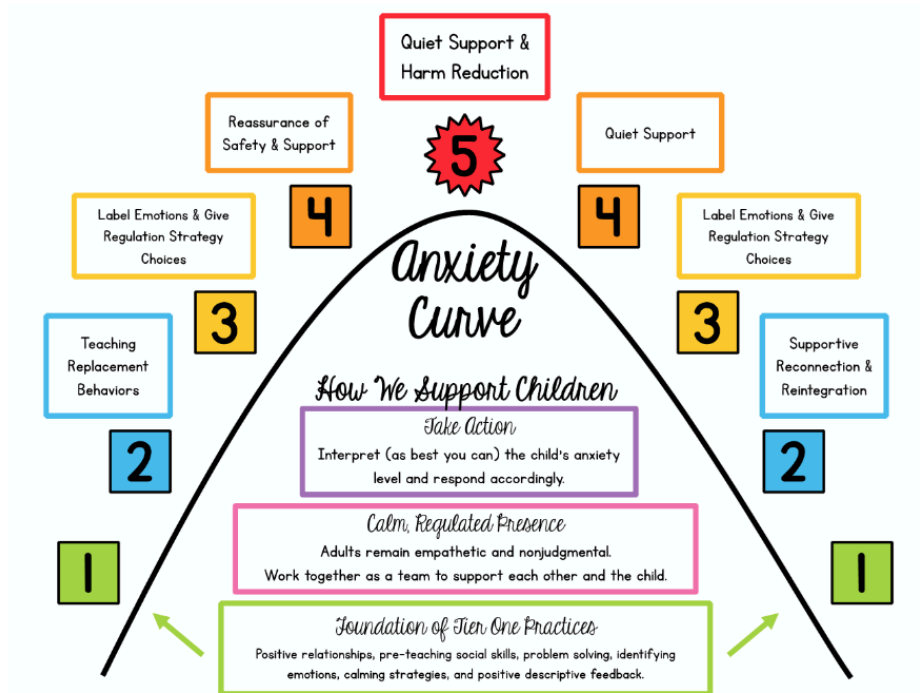 Quiet Support &
Harm Reduction
Reassurance of
Safety & Support
5
Quiet Support
4
4
Label Emotions & Give
Regulation Strategy
Choices
Label Emotions & Give
Regulation Strategy
Choices
Anxiety
Curve
3
3
Teaching
Replacement
Behaviors
Supportive
Reconnection &
Reintegration
How We Support Children
Take Action
Interpret (as best you can) the child's anxiety
level and respond accordingly.
2
2
Calm, Regulated Presence
Adults remain empathetic and nonjudgmental.
Work together as a team to support each other and the child.
1
1
Foundation of Tier One Practices
Positive relationships, pre-teaching social skills, problem solving, identifying
emotions, calming strategies, and positive descriptive feedback.